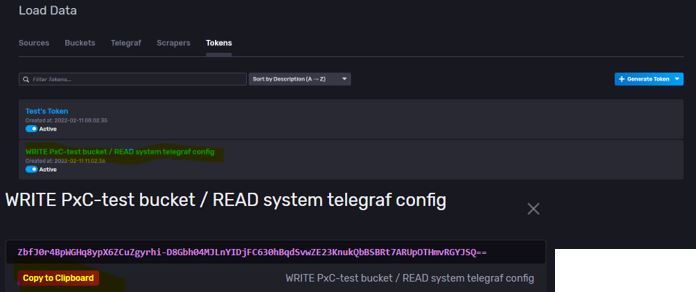 Load Data
Sources Buckets Telegraf Scrapers Tokens
Filter Tokens... Sort by Description (A → Z) + Generate Token
Test's Token
Created at: 2022-02-11 08:02:35
Active
WRITE PxC-test bucket / READ system telegraf config
Created at: 2022-02-11 11:02:36
Active
WRITE PxC-test bucket / READ system telegraf config
ZbfJ0r4BpWGHq8ypX6ZCuZgyrhi-D8Gbh04MJLnYIDjFC630hBqdSvwZE23KnukQbBSBRt7ARUpOTHmvRGYJSQ==
Copy to Clipboard WRITE PxC-test bucket / READ system telegraf config